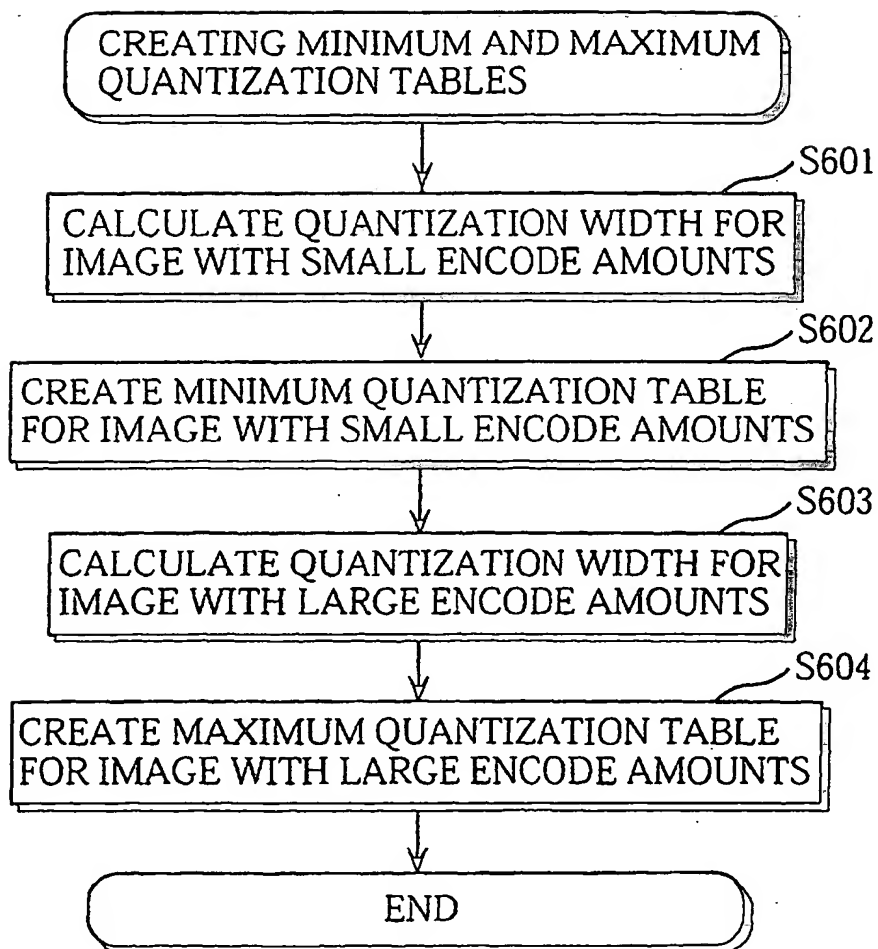 CREATING MINIMUM AND MAXIMUM
QUANTIZATION TABLES
S601
CALCULATE QUANTIZATION WIDTH FOR
IMAGE WITH SMALL ENCODE AMOUNTS
S602
CREATE MINIMUM QUANTIZATION TABLE
FOR IMAGE WITH SMALL ENCODE AMOUNTS
S603
CALCULATE QUANTIZATION WIDTH FOR
IMAGE WITH LARGE ENCODE AMOUNTS
S604
CREATE MAXIMUM QUANTIZATION TABLE
FOR IMAGE WITH LARGE ENCODE AMOUNTS
END